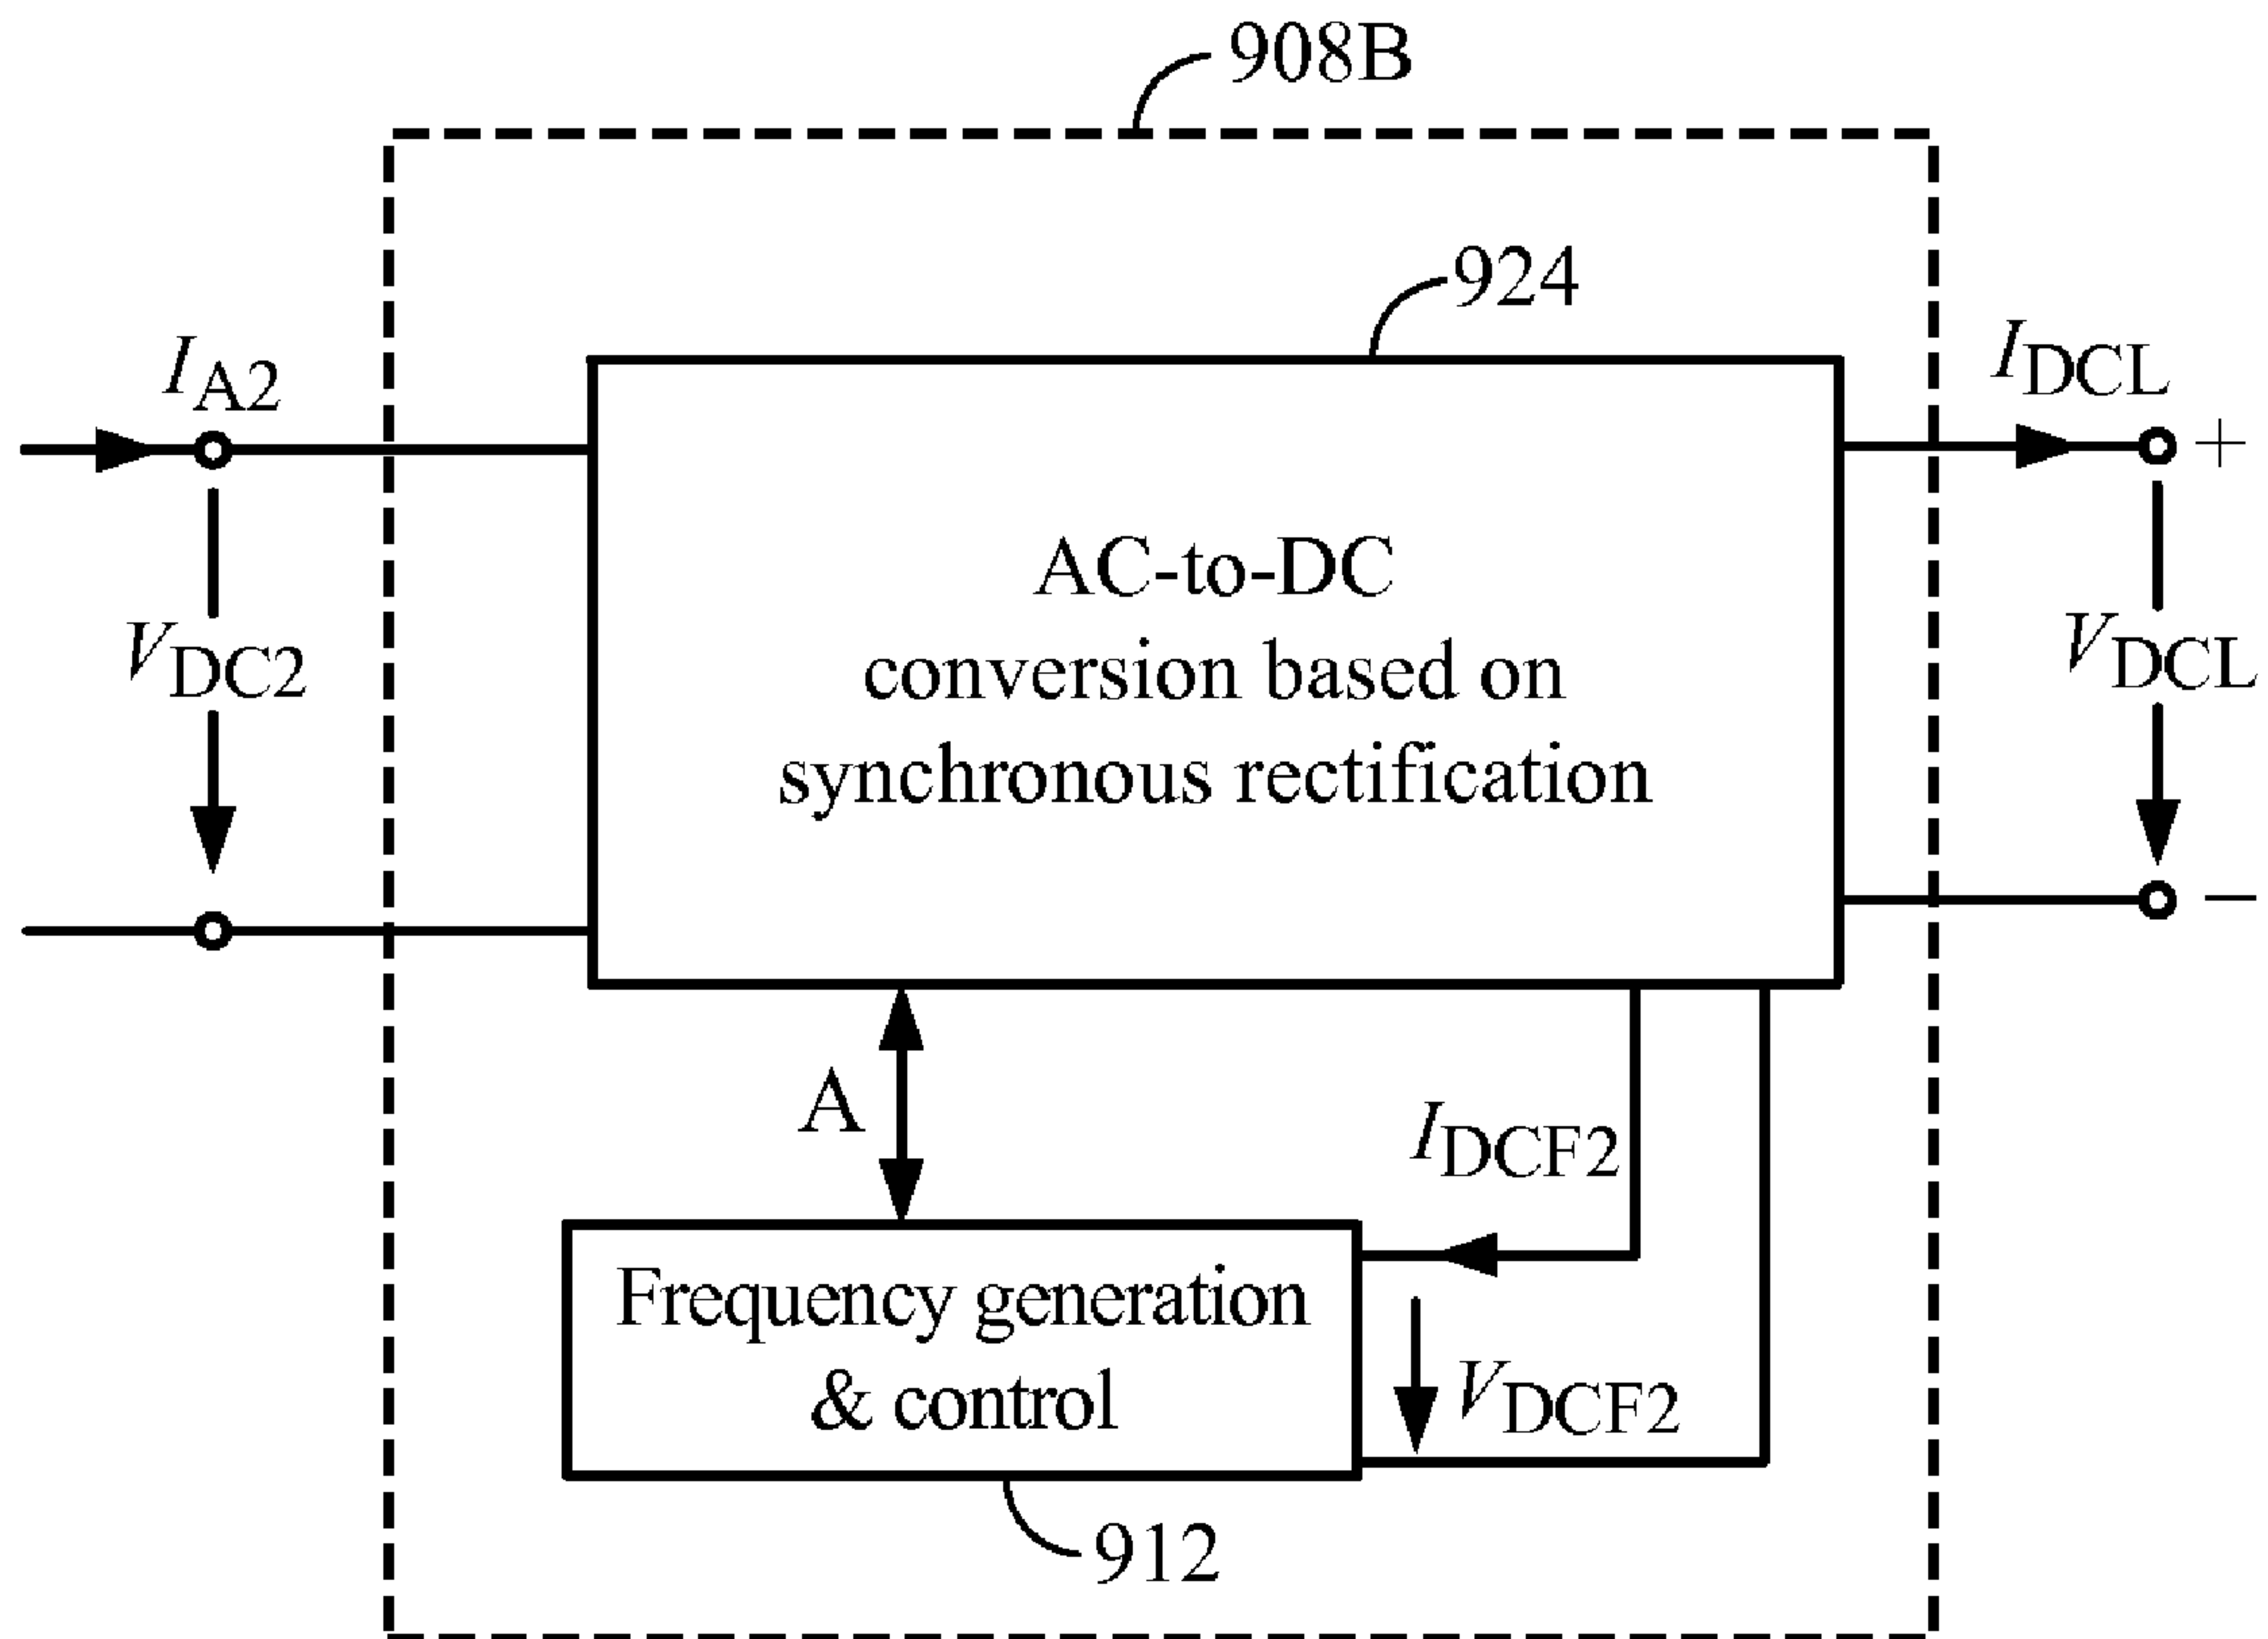 908B
924
I_A2
I_DCL
+
AC-to-DC
conversion based on
synchronous rectification
V_DC2
V_DCL
−
A
I_DCF2
Frequency generation
& control
V_DCF2
912